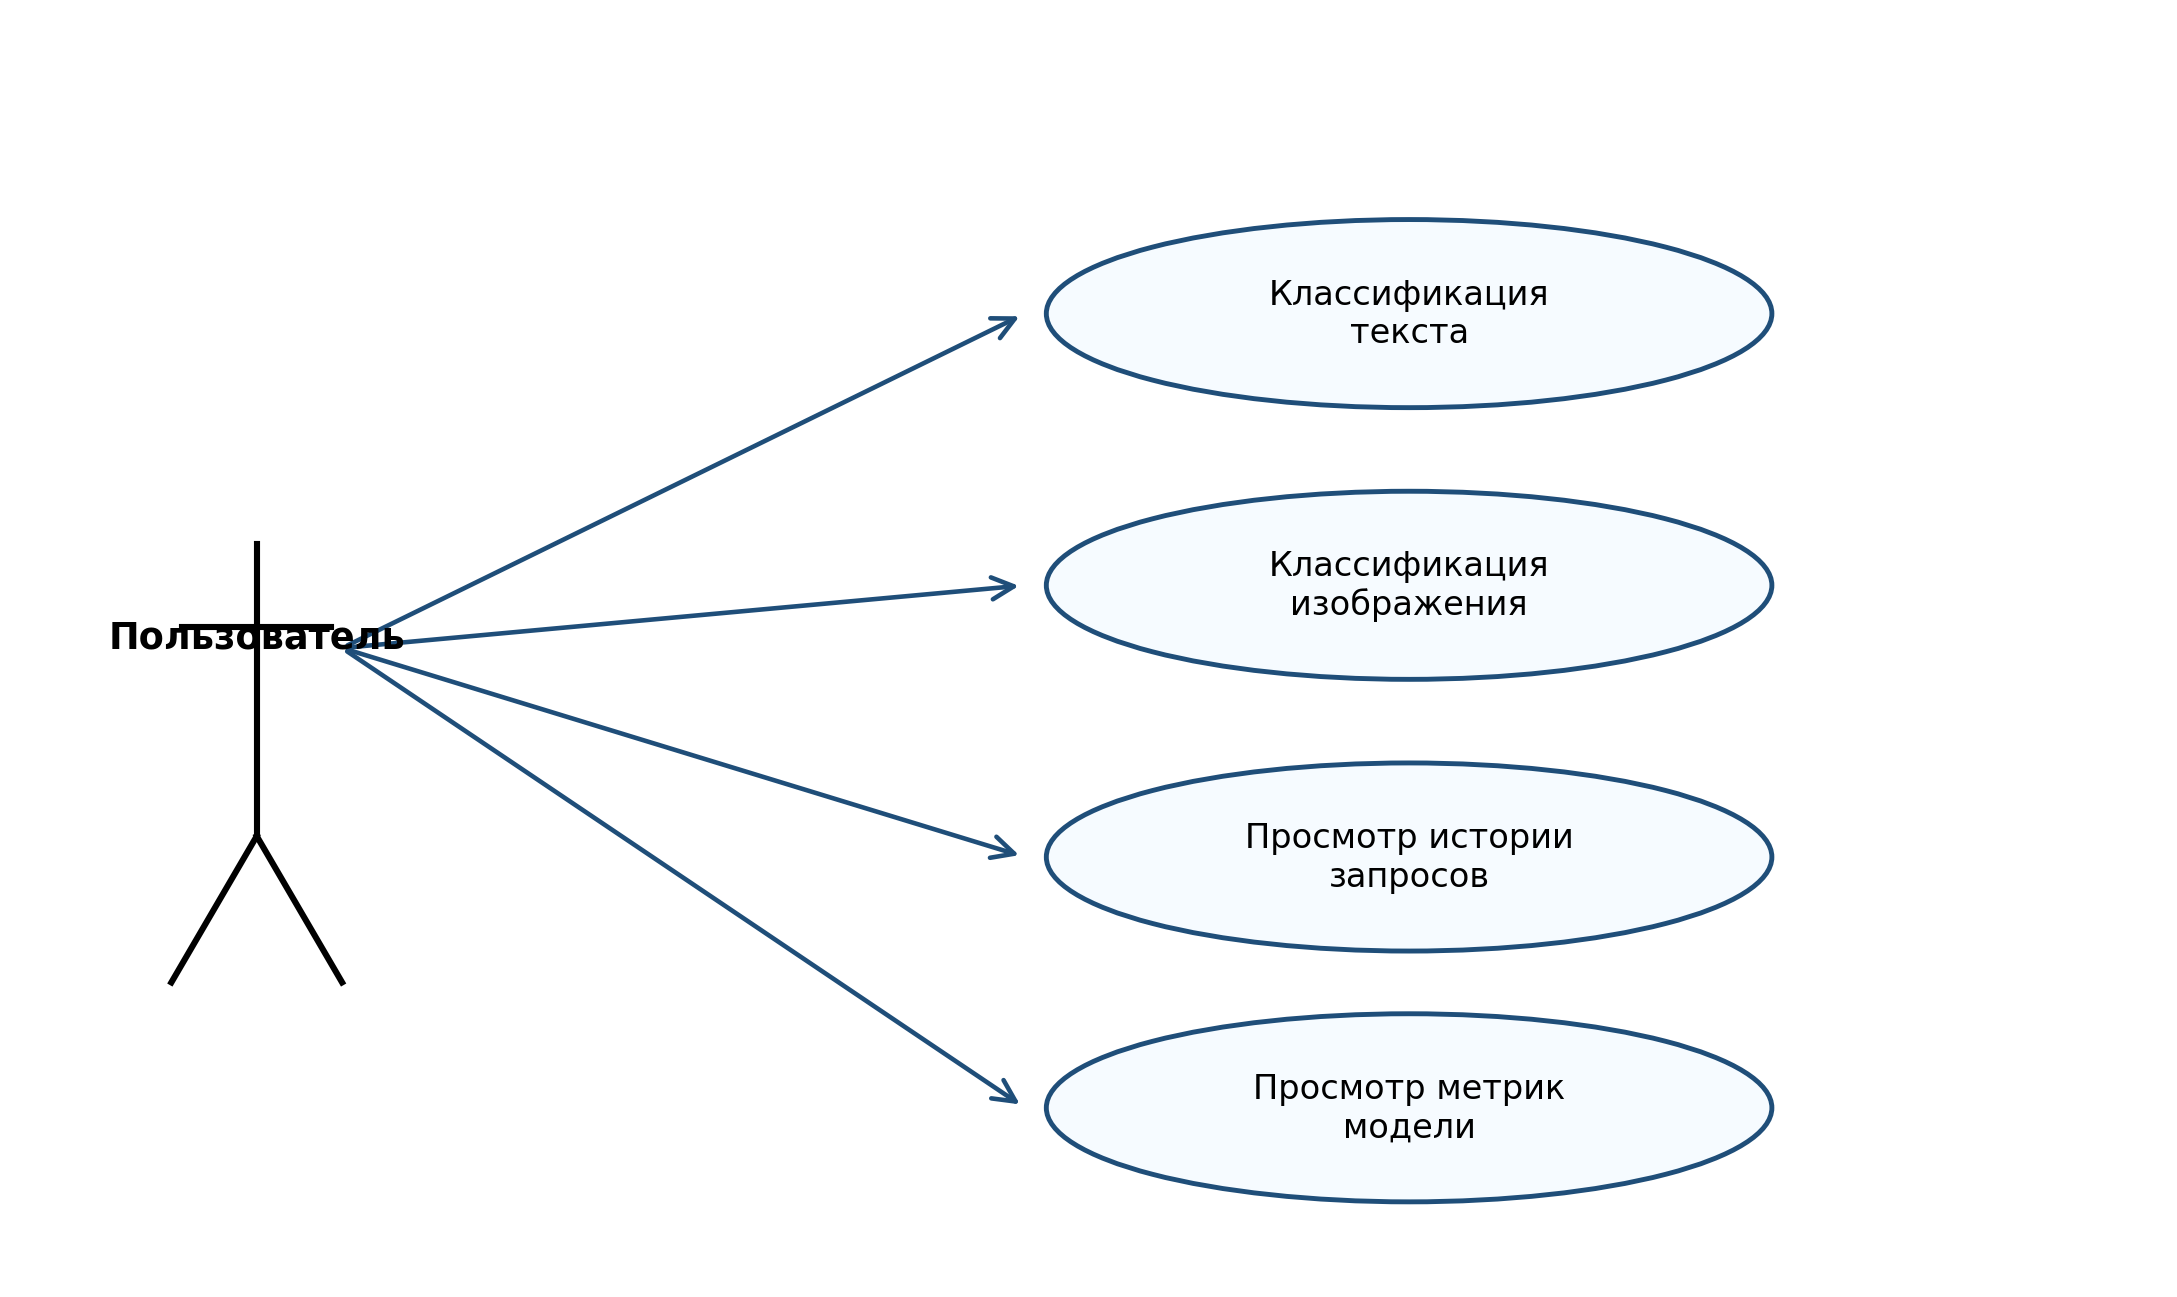 Классификация
текста
Классификация
изображения
Пользователь
Просмотр истории
запросов
Просмотр метрик
модели